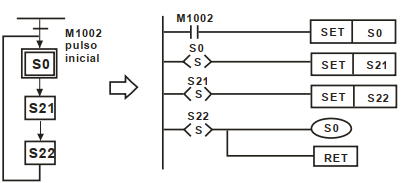 M1002
pulso
inicial
S0
S21
S22
M1002
SET S0
S0
S
SET S21
S21
S
SET S22
S22
S
S0
RET